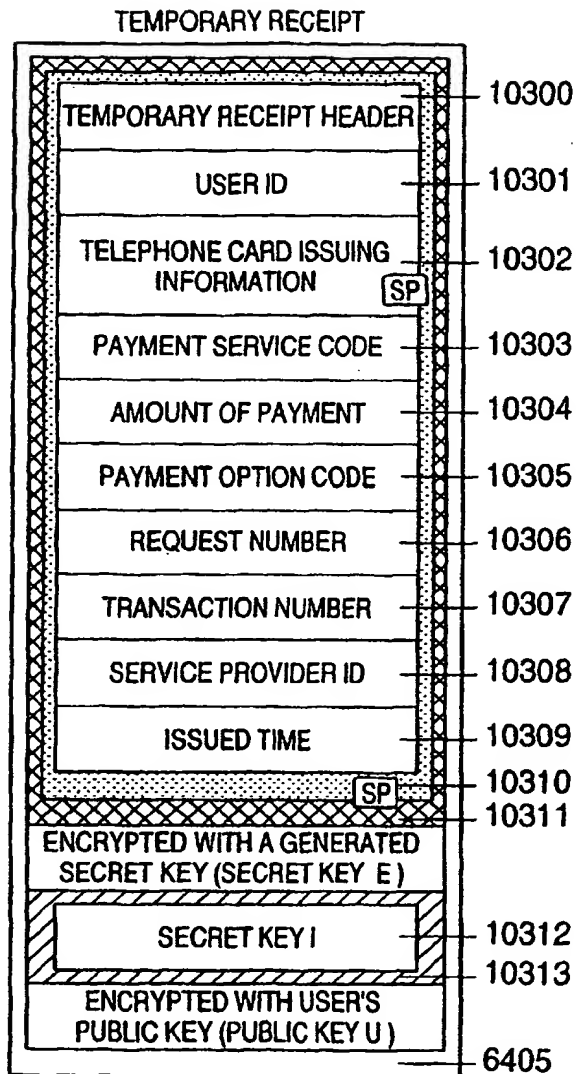 TEMPORARY RECEIPT
10300
TEMPORARY RECEIPT HEADER
USER ID 10301
TELEPHONE CARD ISSUING 10302
INFORMATION
SP
PAYMENT SERVICE CODE 10303
AMOUNT OF PAYMENT 10304
PAYMENT OPTION CODE 10305
REQUEST NUMBER 10306
TRANSACTION NUMBER 10307
SERVICE PROVIDER ID 10308
ISSUED TIME 10309
SP 10310
10311
ENCRYPTED WITH A GENERATED
SECRET KEY (SECRET KEY E)
SECRET KEY I 10312
10313
ENCRYPTED WITH USER'S
PUBLIC KEY (PUBLIC KEY U)
6405